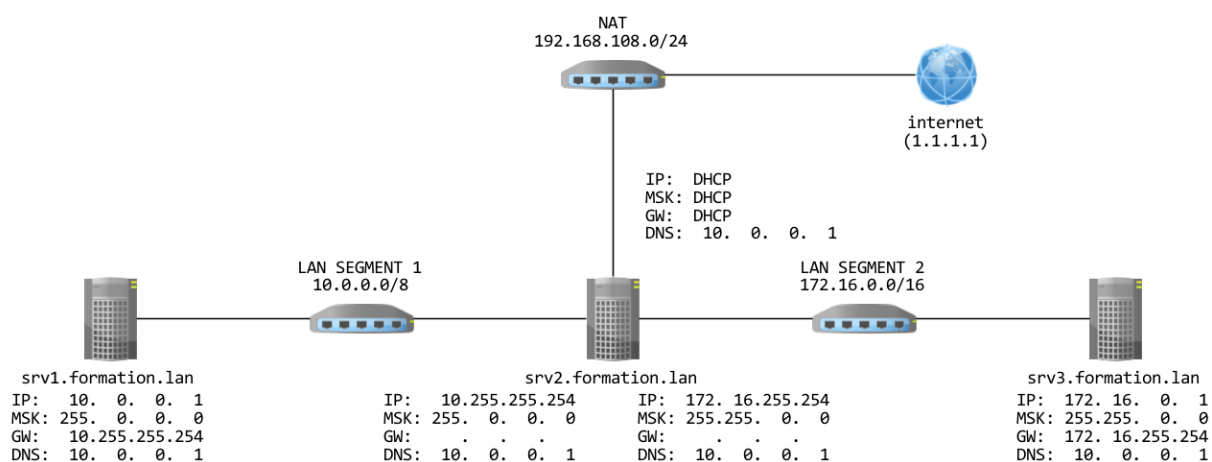 NAT
192.168.108.0/24
internet
(1.1.1.1)
IP: DHCP
MSK: DHCP
GW: DHCP
DNS: 10. 0. 0. 1
LAN SEGMENT 1
10.0.0.0/8
LAN SEGMENT 2
172.16.0.0/16
srv1.formation.lan
IP: 10. 0. 0. 1
MSK: 255. 0. 0. 0
GW: 10.255.255.254
DNS: 10. 0. 0. 1
srv2.formation.lan
IP: 10.255.255.254
MSK: 255. 0. 0. 0
GW: . . .
DNS: 10. 0. 0. 1
IP: 172. 16.255.254
MSK: 255.255. 0. 0
GW: . . .
DNS: 10. 0. 0. 1
srv3.formation.lan
IP: 172. 16. 0. 1
MSK: 255.255. 0. 0
GW: 172. 16.255.254
DNS: 10. 0. 0. 1